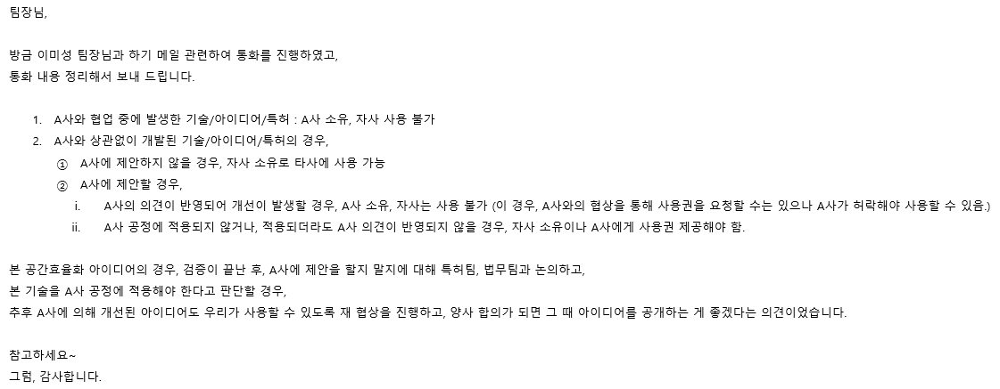 팀장님,
방금 이미성 팀장님과 하기 메일 관련하여 통화를 진행하였고,
통화 내용 정리해서 보내 드립니다.
1. A사와 협업 중에 발생한 기술/아이디어/특허 : A사 소유, 자사 사용 불가
2. A사와 상관없이 개발된 기술/아이디어/특허의 경우,
① A사에 제안하지 않을 경우, 자사 소유로 타사에 사용 가능
② A사에 제안할 경우,
i. A사의 의견이 반영되어 개선이 발생할 경우, A사 소유, 자사는 사용 불가 (이 경우, A사와의 협상을 통해 사용권을 요청할 수는 있으나 A사가 허락해야 사용할 수 있음.)
ii. A사 공정에 적용되지 않거나, 적용되더라도 A사 의견이 반영되지 않을 경우, 자사 소유이나 A사에게 사용권 제공해야 함.
본 공간효율화 아이디어의 경우, 검증이 끝난 후, A사에 제안을 할지 말지에 대해 특허팀, 법무팀과 논의하고,
본 기술을 A사 공정에 적용해야 한다고 판단할 경우,
추후 A사에 의해 개선된 아이디어도 우리가 사용할 수 있도록 재 협상을 진행하고, 양사 합의가 되면 그 때 아이디어를 공개하는 게 좋겠다는 의견이었습니다.
참고하세요~
그럼, 감사합니다.